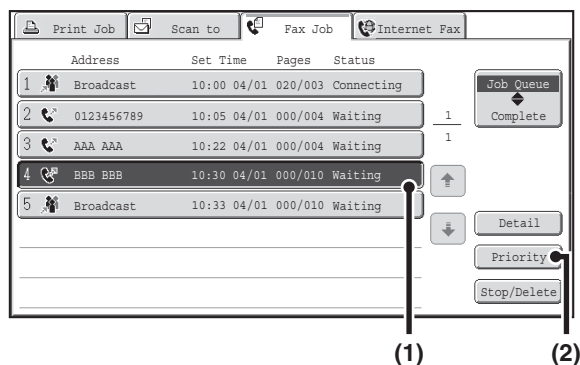 Print Job Scan to Fax Job Internet Fax
Address Set Time Pages Status
1 Broadcast 10:00 04/01 020/003 Connecting
2 0123456789 10:05 04/01 000/004 Waiting
3 AAA AAA 10:22 04/01 000/004 Waiting
4 BBB BBB 10:30 04/01 000/010 Waiting
5 Broadcast 10:33 04/01 000/010 Waiting
1
1
Job Queue
Complete
Detail
Priority
Stop/Delete
(1) (2)